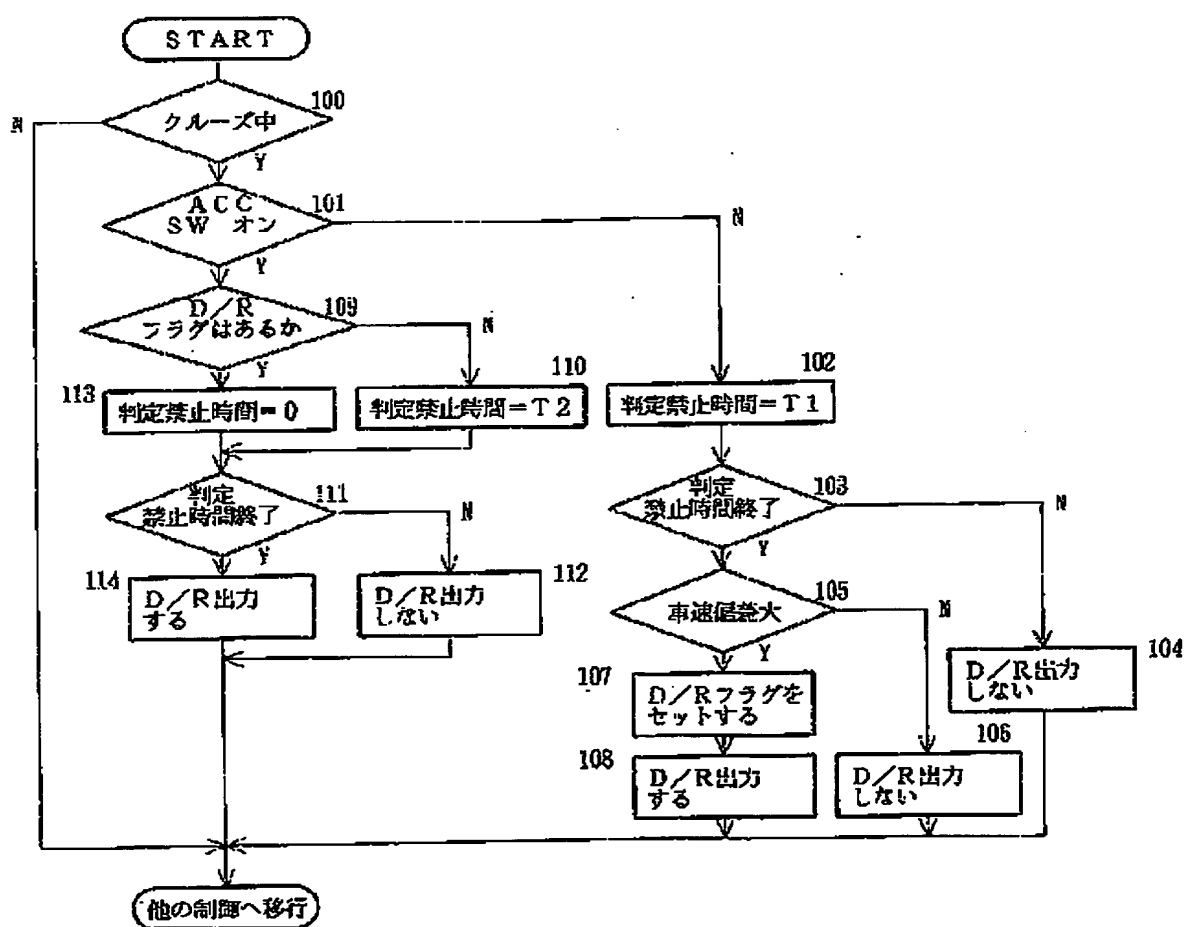 START
100
N
クルーズ中
Y
ACC
101
SW オン
N
Y
D/R
109
フラグはあるか
N
Y
110
102
113
判定禁止時間=0
判定禁止時間=T2
判定禁止時間=T1
判定
111
禁止時間終了
N
Y
判定
103
禁止時間終了
N
Y
114
D/R出力
する
112
D/R出力
しない
105
車速偏差大
N
Y
104
D/R出力
しない
107
D/Rフラグを
セットする
106
108
D/R出力
する
D/R出力
しない
他の制御へ移行